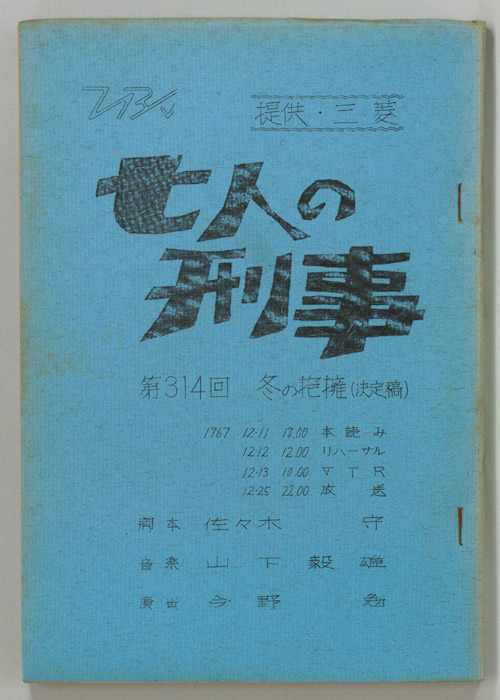 TBS
提供・三菱
七人の
刑事
第314回 冬の抱擁(決定稿)
1967 12.11 18.00 本読み
12.12 12.00 リハーサル
12.13 10.00 VTR
12.25 22.00 放送
脚本 佐々木 守
音楽 山下毅雄
演出 今野 勉